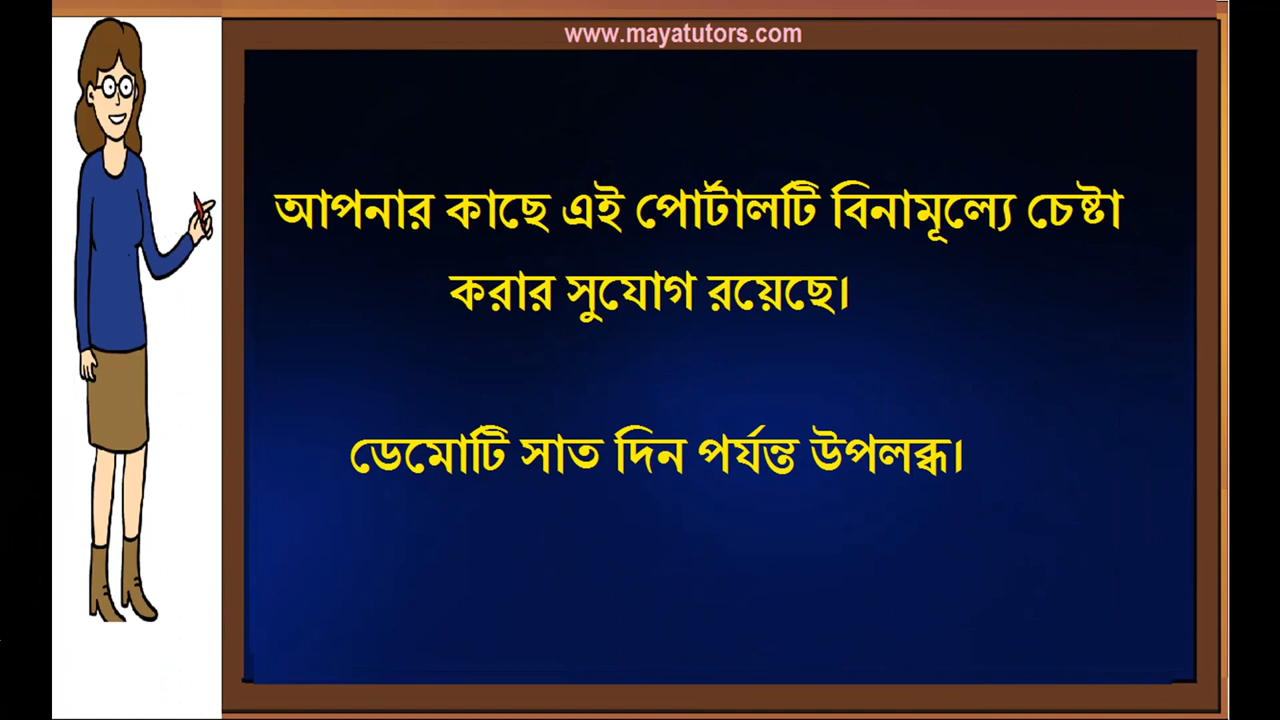 www.mayatutors.com
আপনার কাছে এই পোর্টালটি বিনামূল্যে চেষ্টা
করার সুযোগ রয়েছে।
ডেমোটি সাত দিন পর্যন্ত উপলব্ধ।